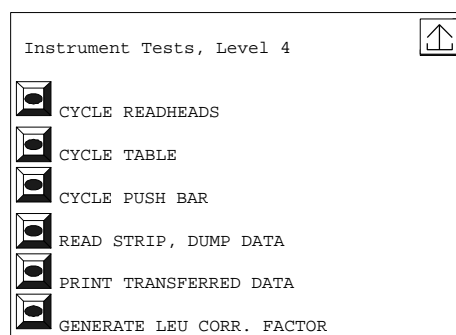 Instrument Tests, Level 4
CYCLE READHEADS
CYCLE TABLE
CYCLE PUSH BAR
READ STRIP, DUMP DATA
PRINT TRANSFERRED DATA
GENERATE LEU CORR. FACTOR